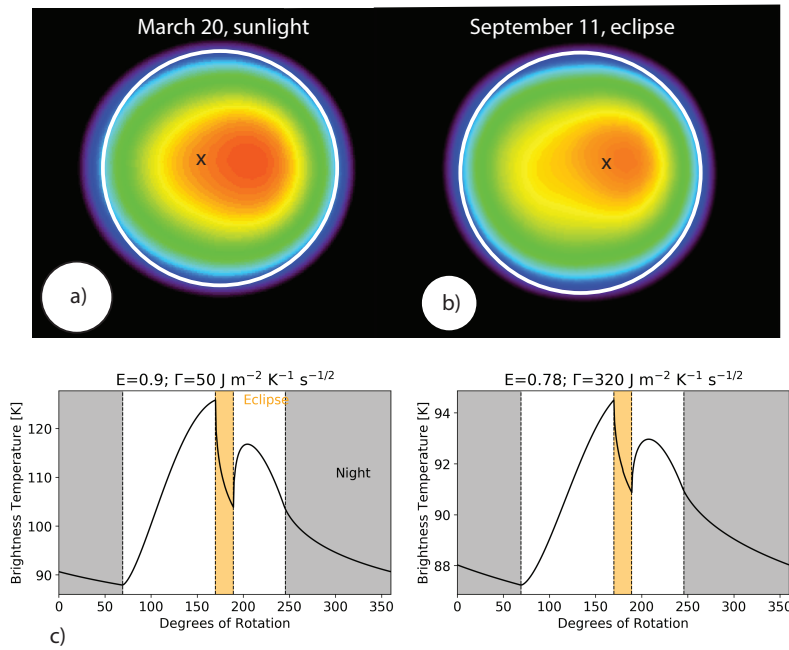 March 20, sunlight
September 11, eclipse
x
x
a)
b)
E=0.9; Γ=50 J m⁻² K⁻¹ s⁻¹/²
Eclipse
Night
Brightness Temperature [K]
120
110
100
90
0 50 100 150 200 250 300 350
Degrees of Rotation
E=0.78; Γ=320 J m⁻² K⁻¹ s⁻¹/²
Brightness Temperature [K]
94
92
90
88
0 50 100 150 200 250 300 350
Degrees of Rotation
c)